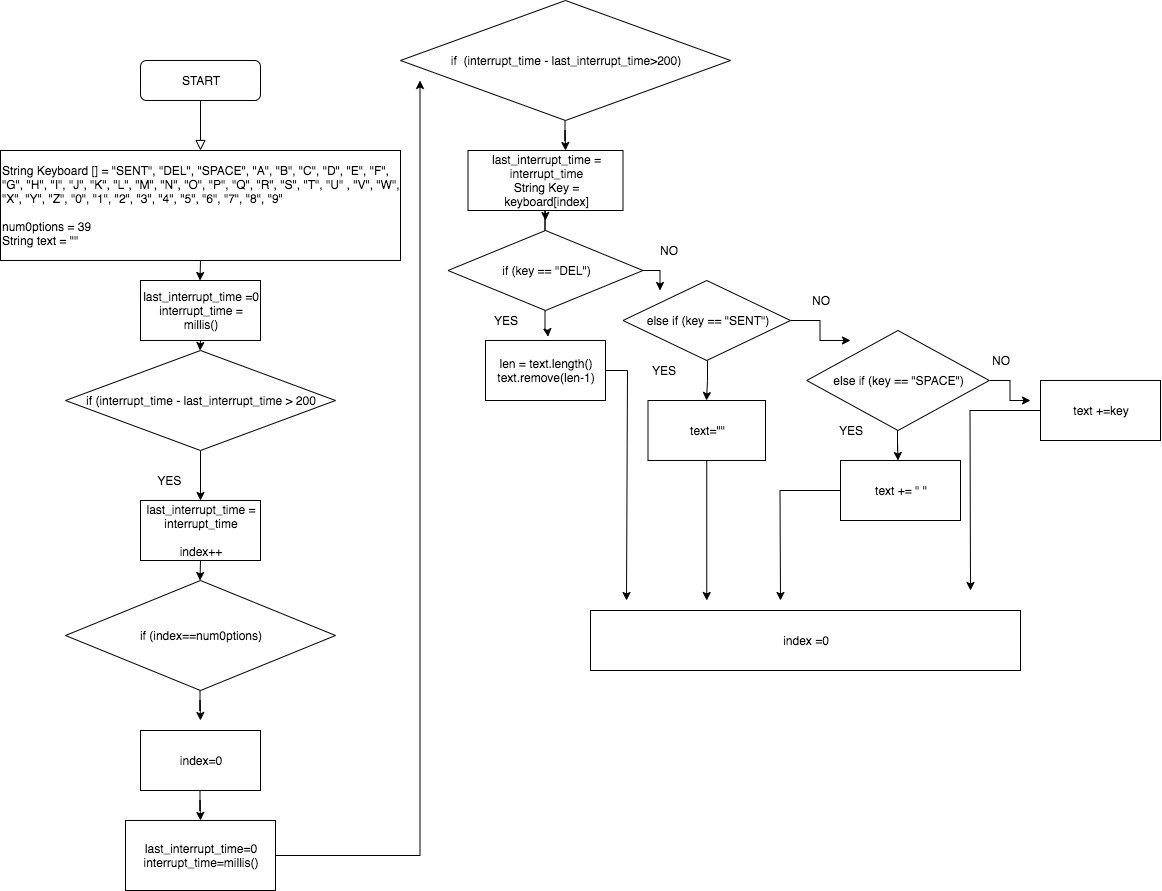 START
String Keyboard [] = "SENT", "DEL", "SPACE", "A", "B", "C", "D", "E", "F",
"G", "H", "I", "J", "K", "L", "M", "N", "O", "P", "Q", "R", "S", "T", "U" , "V", "W",
"X", "Y", "Z", "0", "1", "2", "3", "4", "5", "6", "7", "8", "9"
num0ptions = 39
String text = ""
last_interrupt_time =0
interrupt_time =
millis()
if (interrupt_time - last_interrupt_time > 200
YES
last_interrupt_time =
interrupt_time
index++
if (index==num0ptions)
index=0
last_interrupt_time=0
interrupt_time=millis()
if (interrupt_time - last_interrupt_time>200)
last_interrupt_time =
interrupt_time
String Key =
keyboard[index]
if (key == "DEL")
NO
YES
len = text.length()
text.remove(len-1)
else if (key == "SENT")
NO
YES
text=""
else if (key == "SPACE")
NO
YES
text += " "
text +=key
index =0